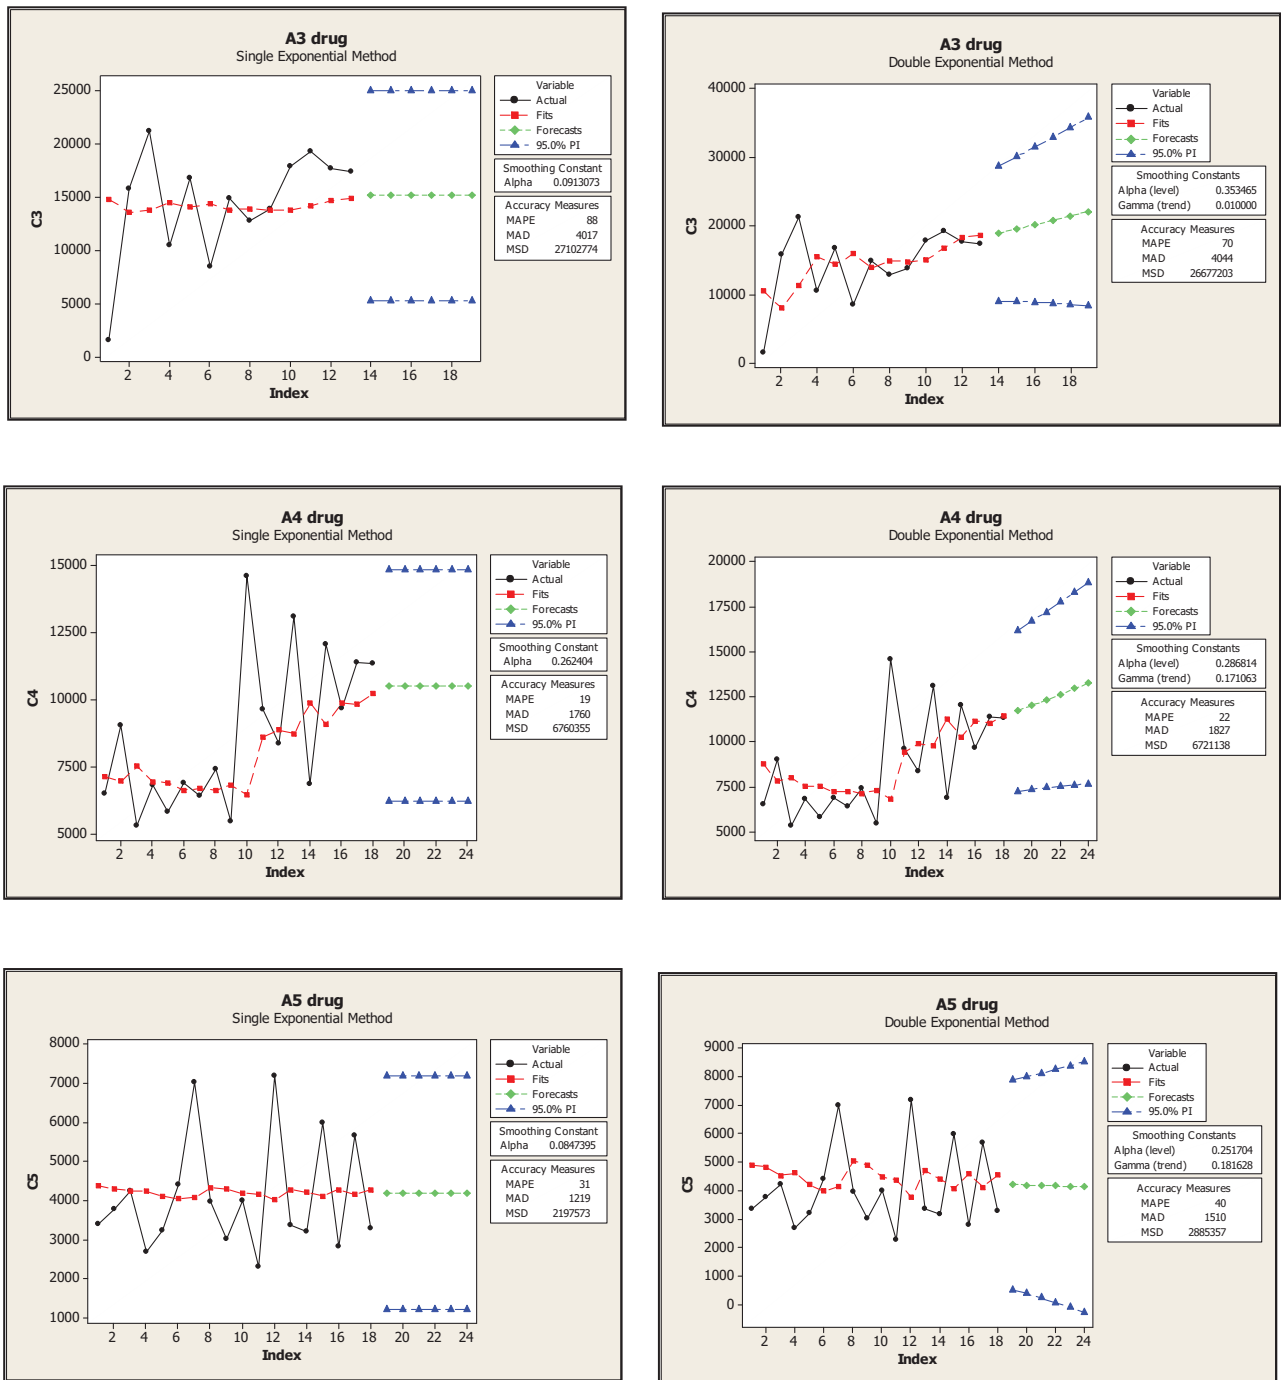 A3 drug
Single Exponential Method
25000
20000
15000
10000
5000
0
C3
2 4 6 8 10 12 14 16 18
Index
Variable
Actual
Fits
Forecasts
95.0% PI
Smoothing Constant
Alpha 0.0913073
Accuracy Measures
MAPE 88
MAD 4017
MSD 27102774
A3 drug
Double Exponential Method
40000
30000
20000
10000
0
C3
2 4 6 8 10 12 14 16 18
Index
Variable
Actual
Fits
Forecasts
95.0% PI
Smoothing Constants
Alpha (level) 0.353465
Gamma (trend) 0.010000
Accuracy Measures
MAPE 70
MAD 4044
MSD 26677203
A4 drug
Single Exponential Method
15000
12500
10000
7500
5000
C4
2 4 6 8 10 12 14 16 18 20 22 24
Index
Variable
Actual
Fits
Forecasts
95.0% PI
Smoothing Constant
Alpha 0.262404
Accuracy Measures
MAPE 19
MAD 1760
MSD 6760355
A4 drug
Double Exponential Method
20000
17500
15000
12500
10000
7500
5000
C4
2 4 6 8 10 12 14 16 18 20 22 24
Index
Variable
Actual
Fits
Forecasts
95.0% PI
Smoothing Constants
Alpha (level) 0.286814
Gamma (trend) 0.171063
Accuracy Measures
MAPE 22
MAD 1827
MSD 6721138
A5 drug
Single Exponential Method
8000
7000
6000
5000
4000
3000
2000
1000
C5
2 4 6 8 10 12 14 16 18 20 22 24
Index
Variable
Actual
Fits
Forecasts
95.0% PI
Smoothing Constant
Alpha 0.0847395
Accuracy Measures
MAPE 31
MAD 1219
MSD 2197573
A5 drug
Double Exponential Method
9000
8000
7000
6000
5000
4000
3000
2000
1000
0
C5
2 4 6 8 10 12 14 16 18 20 22 24
Index
Variable
Actual
Fits
Forecasts
95.0% PI
Smoothing Constants
Alpha (level) 0.251704
Gamma (trend) 0.181628
Accuracy Measures
MAPE 40
MAD 1510
MSD 2885357